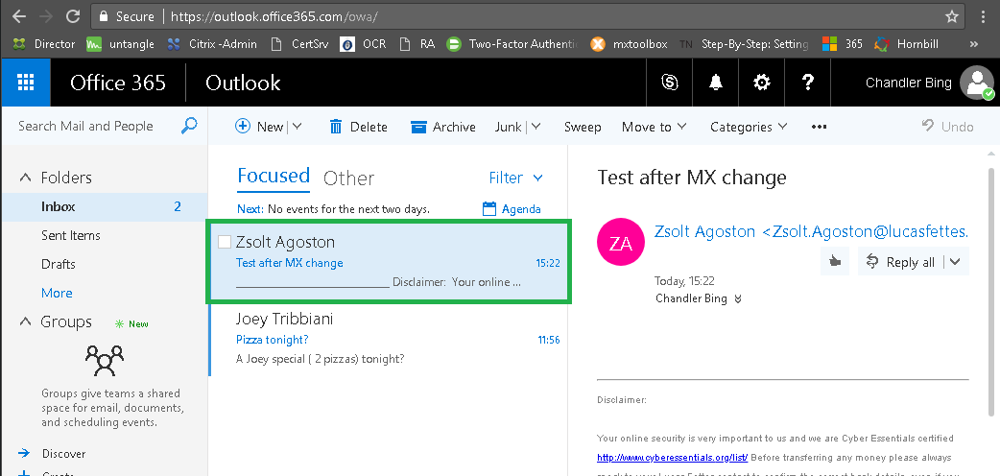 Secure https://outlook.office365.com/owa/
Director untangle Citrix -Admin CertSrv OCR RA Two-Factor Authenti mxtoolbox TN Step-By-Step: Setting 365 Hornbill »
Office 365 Outlook ? Chandler Bing
Search Mail and People New Delete Archive Junk Sweep Move to Categories ••• Undo
Folders
Inbox 2
Sent Items
Drafts
More
Groups New
Groups give teams a shared
space for email, documents,
and scheduling events.
Discover
Create
Focused Other Filter
Next: No events for the next two days. Agenda
Zsolt Agoston
Test after MX change 15:22
Disclaimer: Your online ...
Joey Tribbiani
Pizza tonight? 11:56
A Joey special ( 2 pizzas) tonight?
Test after MX change
ZA Zsolt Agoston <Zsolt.Agoston@lucasfettes.
Reply all
Today, 15:22
Chandler Bing
Disclaimer:
Your online security is very important to us and we are Cyber Essentials certified
http://www.cyberessentials.org/list/ Before transferring any money please always